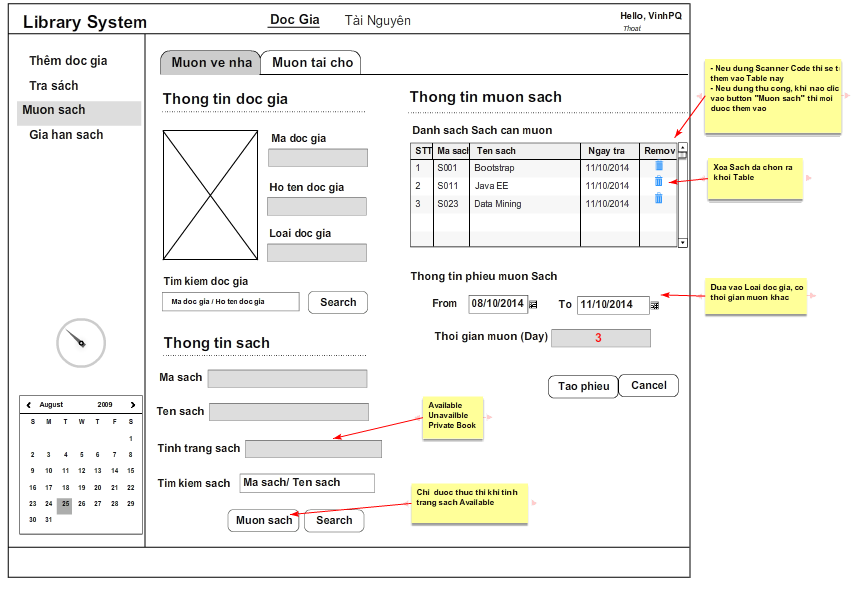 Library System
Doc Gia
Tài Nguyên
Hello, VinhPQ
Thoat
Thêm doc gia
Tra sách
Muon sach
Gia han sach
August 2009
S M T W T F S
1
2 3 4 5 6 7 8
9 10 11 12 13 14 15
16 17 18 19 20 21 22
23 24 25 26 27 28 29
30 31
Muon ve nha
Muon tai cho
Thong tin doc gia
Ma doc gia
Ho ten doc gia
Loai doc gia
Tim kiem doc gia
Ma doc gia / Ho ten doc gia
Search
Thong tin sach
Ma sach
Ten sach
Tinh trang sach
Tim kiem sach
Ma sach/ Ten sach
Muon sach
Search
Thong tin muon sach
Danh sach Sach can muon
STT Ma sach Ten sach Ngay tra Remov
1 S001 Bootstrap 11/10/2014
2 S011 Java EE 11/10/2014
3 S023 Data Mining 11/10/2014
Thong tin phieu muon Sach
From 08/10/2014 To 11/10/2014
Thoi gian muon (Day) 3
Tao phieu
Cancel
- Neu dung Scanner Code thi se t
them vao Table nay
- Neu dung thu cong, khi nao clic
vao button "Muon sach" thi moi
duoc them vao
Xoa Sach da chon ra
khoi Table
Dua vao Loai doc gia, co
thoi gian muon khac
Available
Unavailble
Private Book
Chi duoc thuc thi khi tinh
trang sach Available